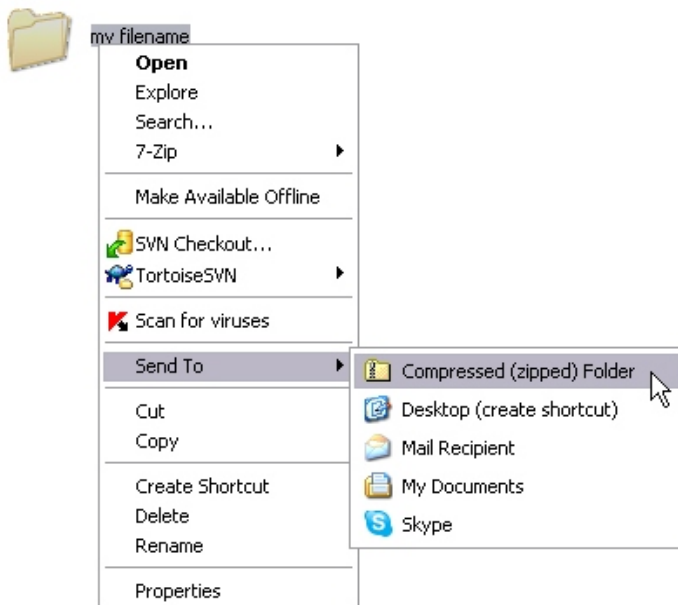 my filename
Open
Explore
Search...
7-Zip
Make Available Offline
SVN Checkout...
TortoiseSVN
Scan for viruses
Send To
Compressed (zipped) Folder
Desktop (create shortcut)
Mail Recipient
My Documents
Skype
Cut
Copy
Create Shortcut
Delete
Rename
Properties